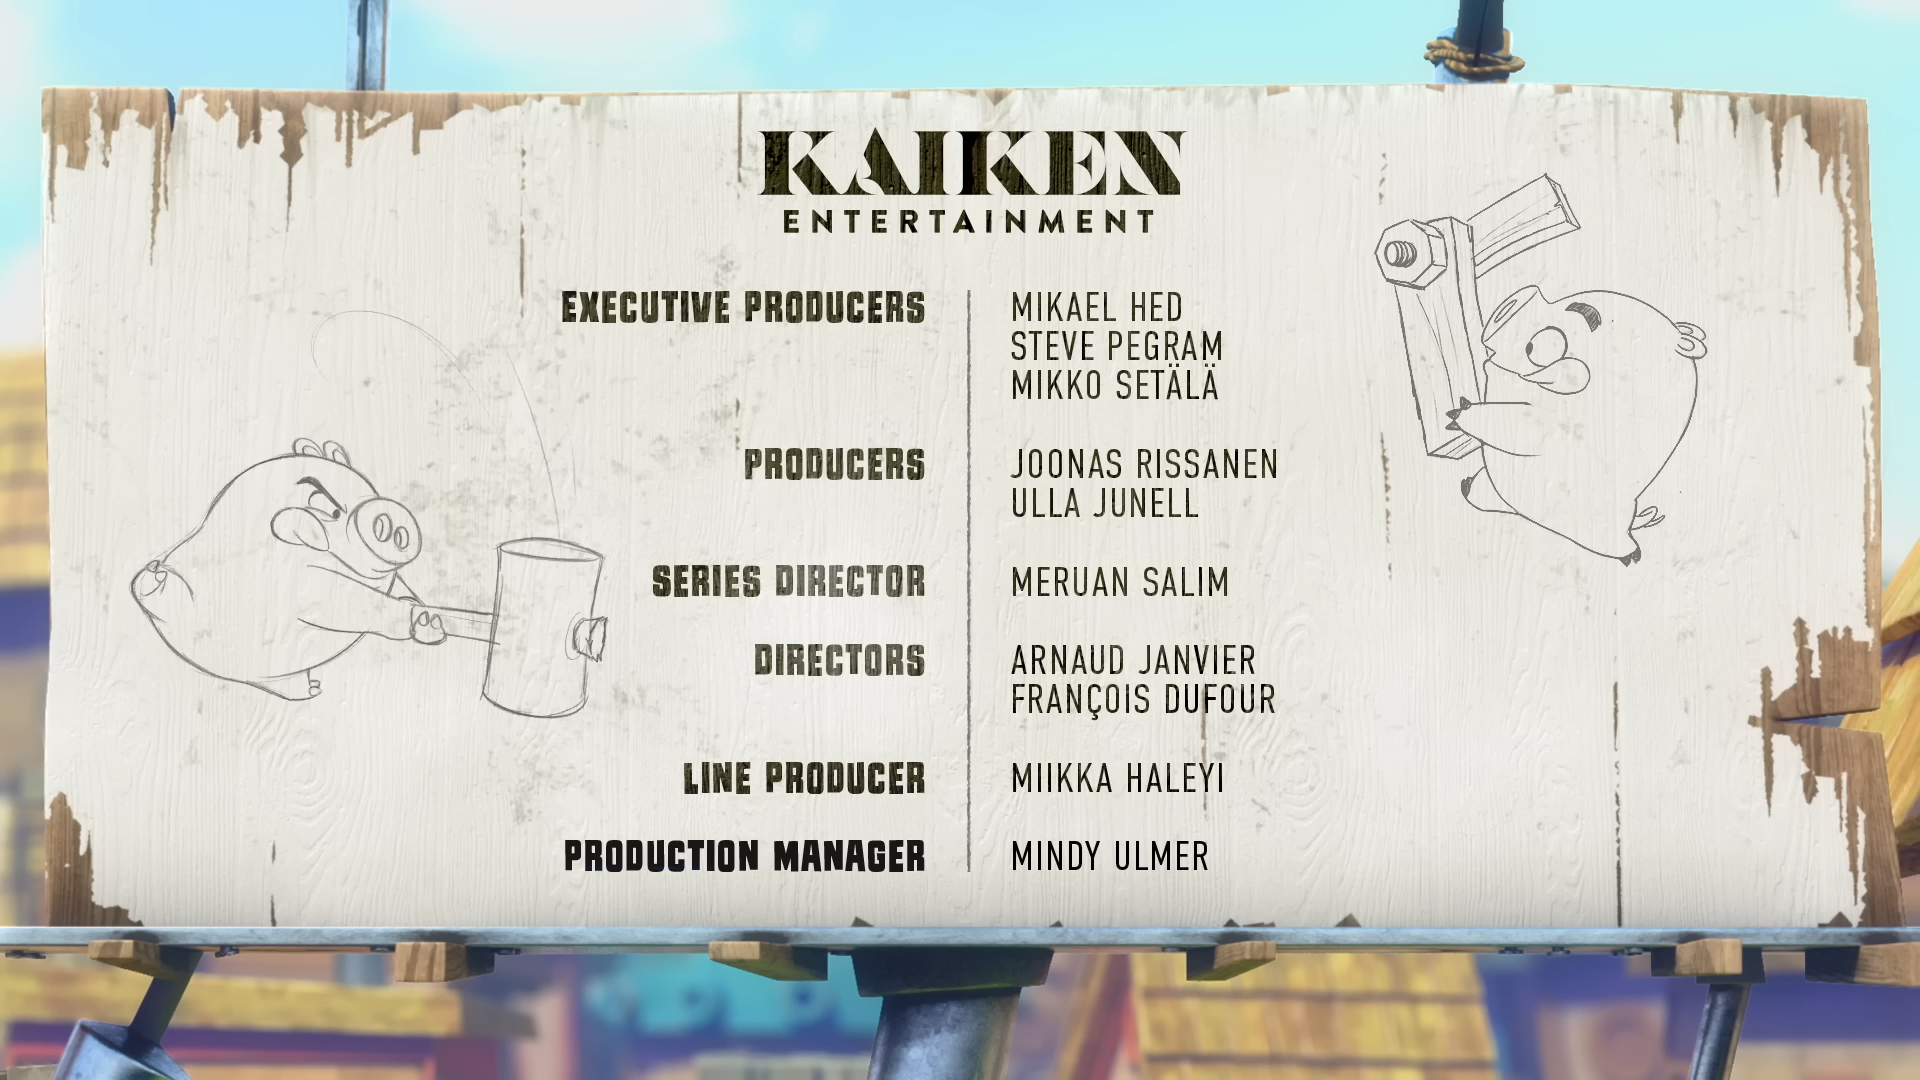 KAIKEN
ENTERTAINMENT
EXECUTIVE PRODUCERS MIKAEL HED
STEVE PEGRAM
MIKKO SETÄLÄ
PRODUCERS JOONAS RISSANEN
ULLA JUNELL
SERIES DIRECTOR MERUAN SALIM
DIRECTORS ARNAUD JANVIER
FRANÇOIS DUFOUR
LINE PRODUCER MIIKKA HALEYI
PRODUCTION MANAGER MINDY ULMER